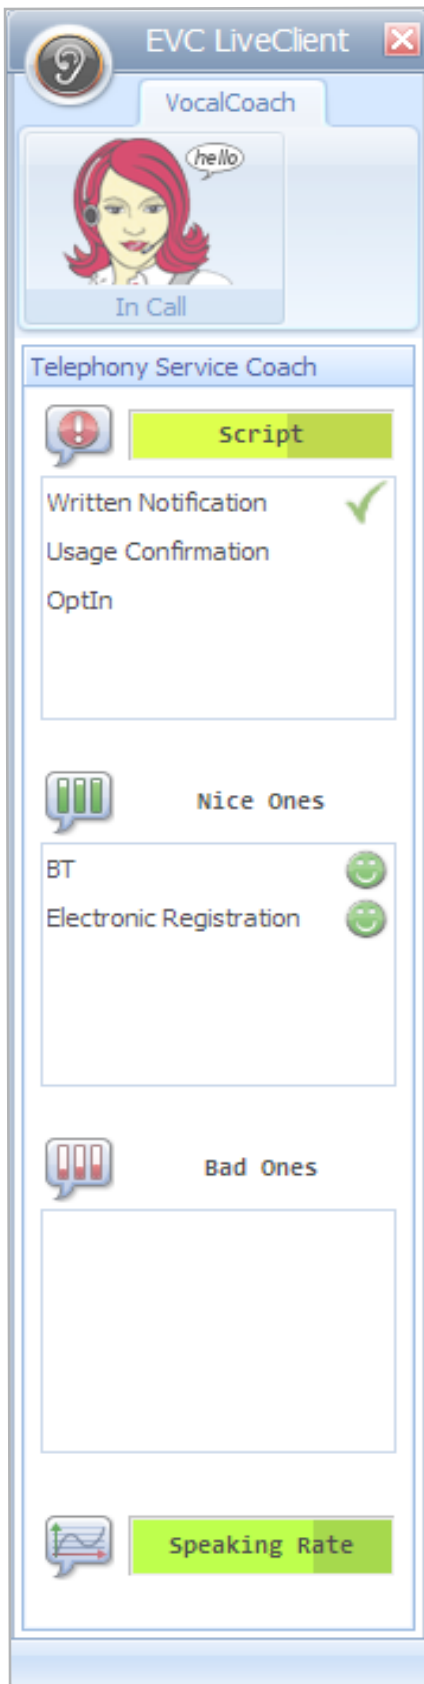 EVC LiveClient
VocalCoach
hello
In Call
Telephony Service Coach
Script
Written Notification
Usage Confirmation
OptIn
Nice Ones
BT
Electronic Registration
Bad Ones
Speaking Rate